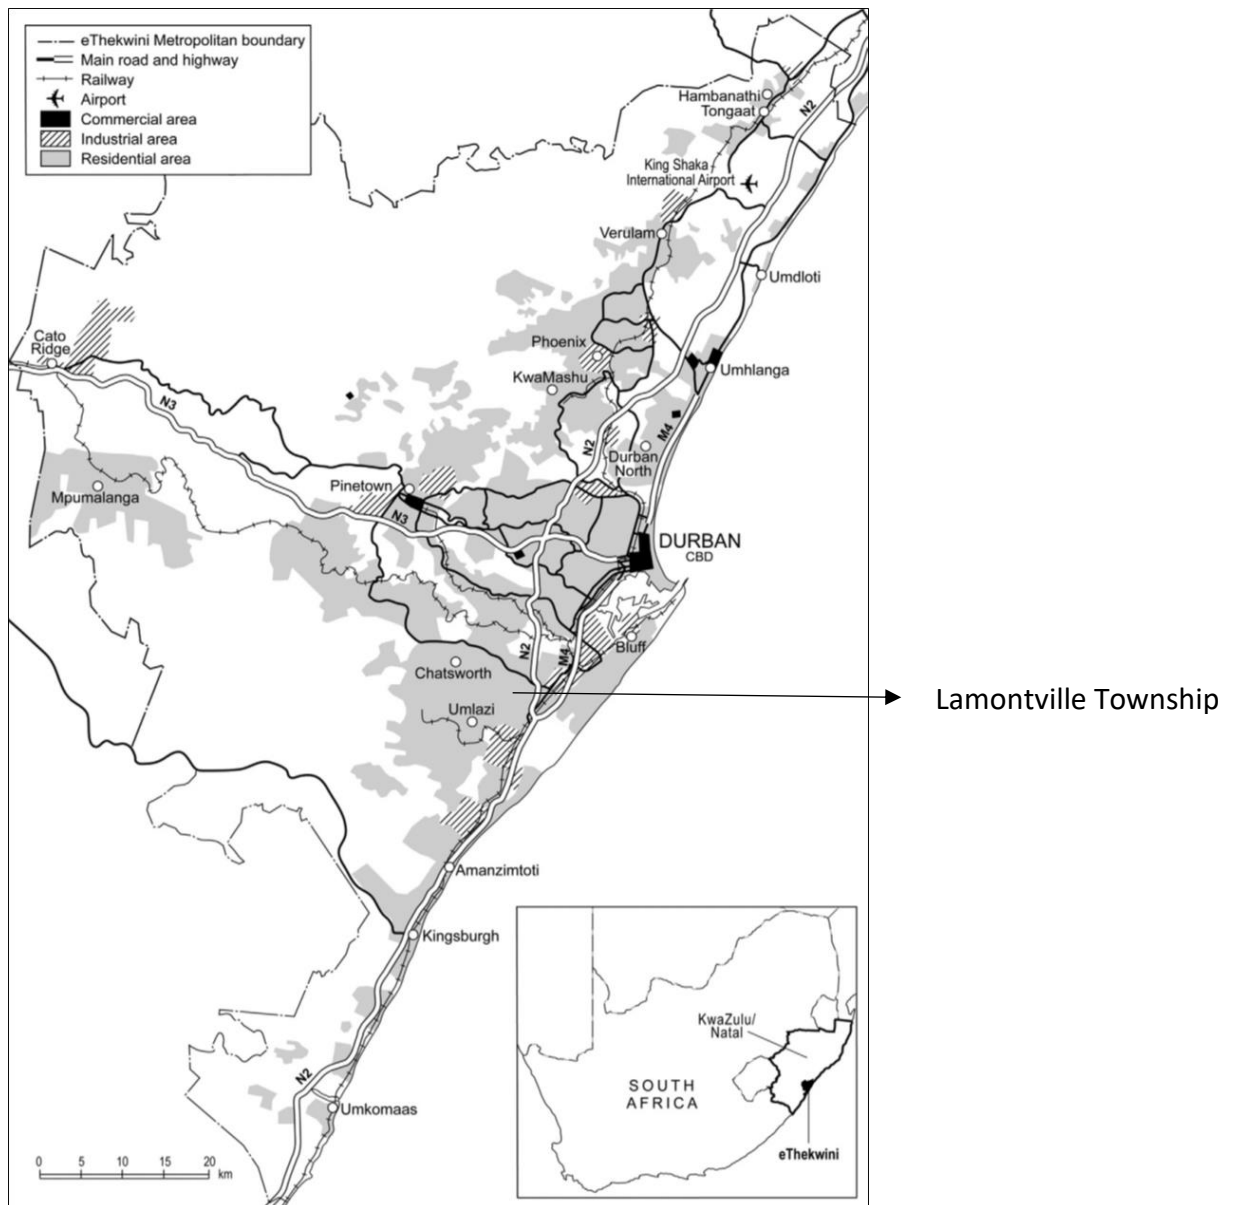 eThekwini Metropolitan boundary
Main road and highway
Railway
Airport
Commercial area
Industrial area
Residential area
Hambanathi
Tongaat
N2
King Shaka
International Airport
Verulam
Umdloti
Cato
Ridge
Phoenix
Umhlanga
KwaMashu
N3
M4
N2
Durban
North
Pinetown
Mpumalanga
N3
DURBAN
CBD
Bluff
N2
M4
Chatsworth
Lamontville Township
Umlazi
Amanzimtoti
Kingsburgh
KwaZulu/
Natal
SOUTH
AFRICA
N2
Umkomaas
eThekwini
0 5 10 15 20
km